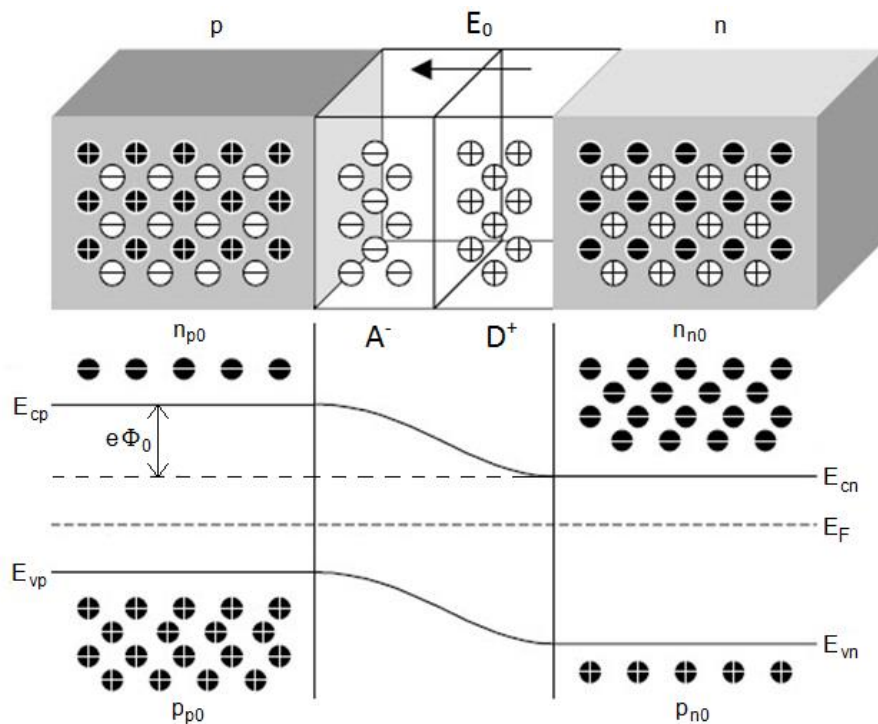 p E₀ n
n_p0 A⁻ D⁺ n_n0
E_cp
eΦ₀
E_cn
E_F
E_vp
E_vn
p_p0 p_n0